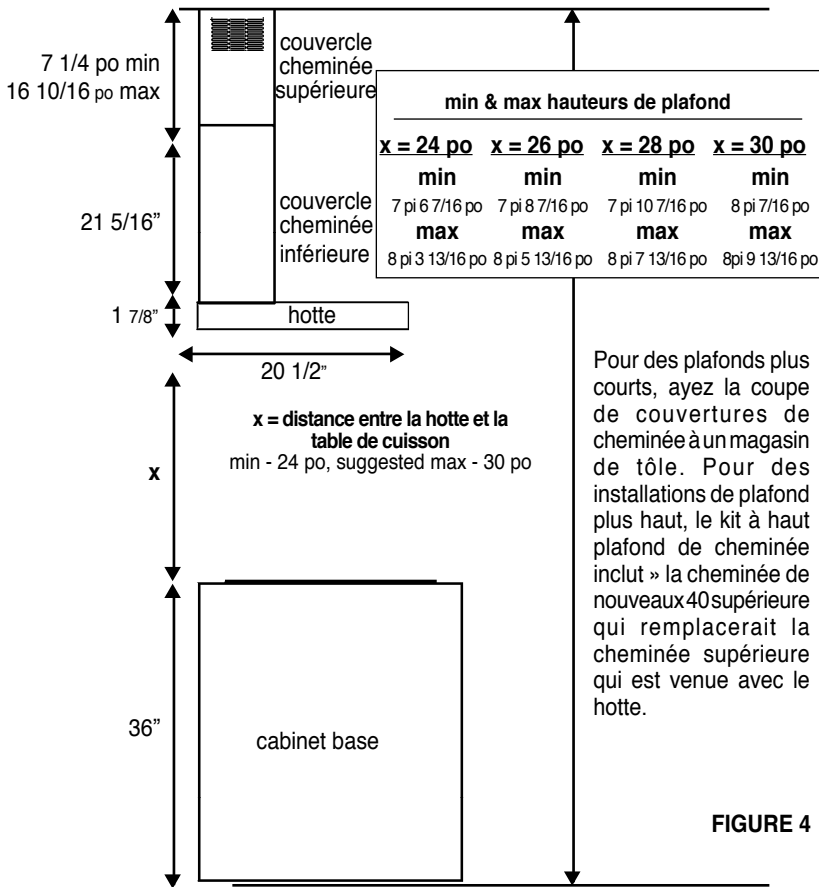 7 1/4 po min
16 10/16 po max
couvercle
cheminée
supérieure
min & max hauteurs de plafond
x = 24 po x = 26 po x = 28 po x = 30 po
min min min min
7 pi 6 7/16 po 7 pi 8 7/16 po 7 pi 10 7/16 po 8 pi 7/16 po
max max max max
8 pi 3 13/16 po 8 pi 5 13/16 po 8 pi 7 13/16 po 8pi 9 13/16 po
21 5/16”
couvercle
cheminée
inférieure
1 7/8”
hotte
20 1/2”
x
x = distance entre la hotte et la
table de cuisson
min - 24 po, suggested max - 30 po
Pour des plafonds plus
courts, ayez la coupe
de couvertures de
cheminée à un magasin
de tôle. Pour des
installations de plafond
plus haut, le kit à haut
plafond de cheminée
inclut » la cheminée de
nouveaux 40 supérieure
qui remplacerait la
cheminée supérieure
qui est venue avec le
hotte.
36”
cabinet base
FIGURE 4